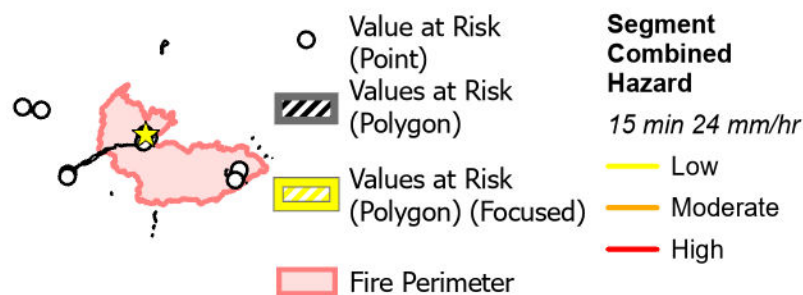 Value at Risk
(Point)
Values at Risk
(Polygon)
Values at Risk
(Polygon) (Focused)
Fire Perimeter
Segment
Combined
Hazard
15 min 24 mm/hr
Low
Moderate
High